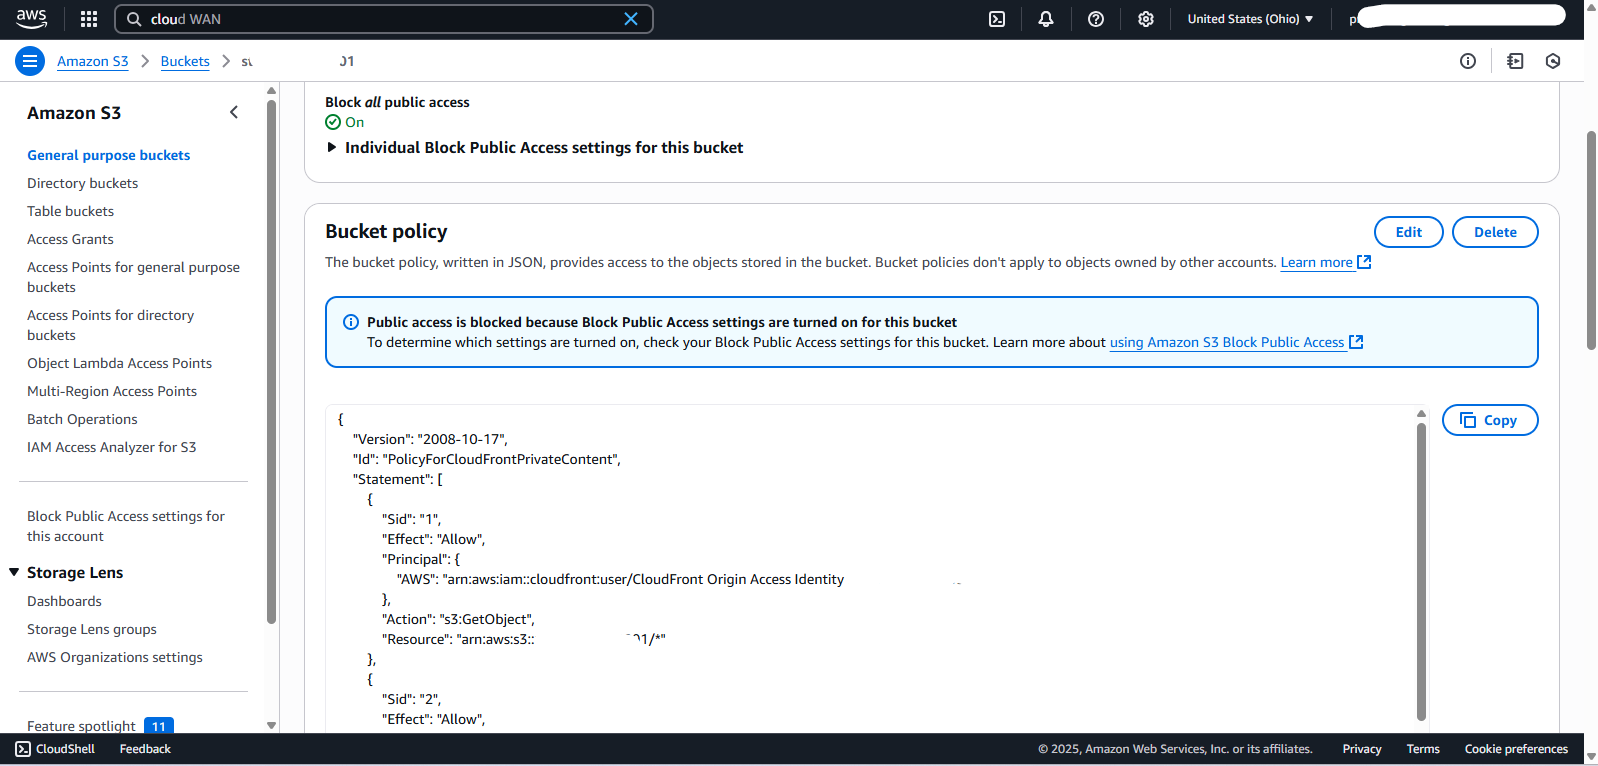 aws
cloud WAN
United States (Ohio)
Amazon S3
Buckets
Amazon S3
General purpose buckets
Directory buckets
Table buckets
Access Grants
Access Points for general purpose
buckets
Access Points for directory
buckets
Object Lambda Access Points
Multi-Region Access Points
Batch Operations
IAM Access Analyzer for S3
Block Public Access settings for
this account
Storage Lens
Dashboards
Storage Lens groups
AWS Organizations settings
Feature spotlight 11
Block all public access
On
Individual Block Public Access settings for this bucket
Bucket policy
Edit
Delete
The bucket policy, written in JSON, provides access to the objects stored in the bucket. Bucket policies don't apply to objects owned by other accounts. Learn more
Public access is blocked because Block Public Access settings are turned on for this bucket
To determine which settings are turned on, check your Block Public Access settings for this bucket. Learn more about using Amazon S3 Block Public Access
Copy
{
"Version": "2008-10-17",
"Id": "PolicyForCloudFrontPrivateContent",
"Statement": [
{
"Sid": "1",
"Effect": "Allow",
"Principal": {
"AWS": "arn:aws:iam::cloudfront:user/CloudFront Origin Access Identity
},
"Action": "s3:GetObject",
"Resource": "arn:aws:s3:: 01/*"
},
{
"Sid": "2",
"Effect": "Allow",
CloudShell
Feedback
© 2025, Amazon Web Services, Inc. or its affiliates.
Privacy
Terms
Cookie preferences